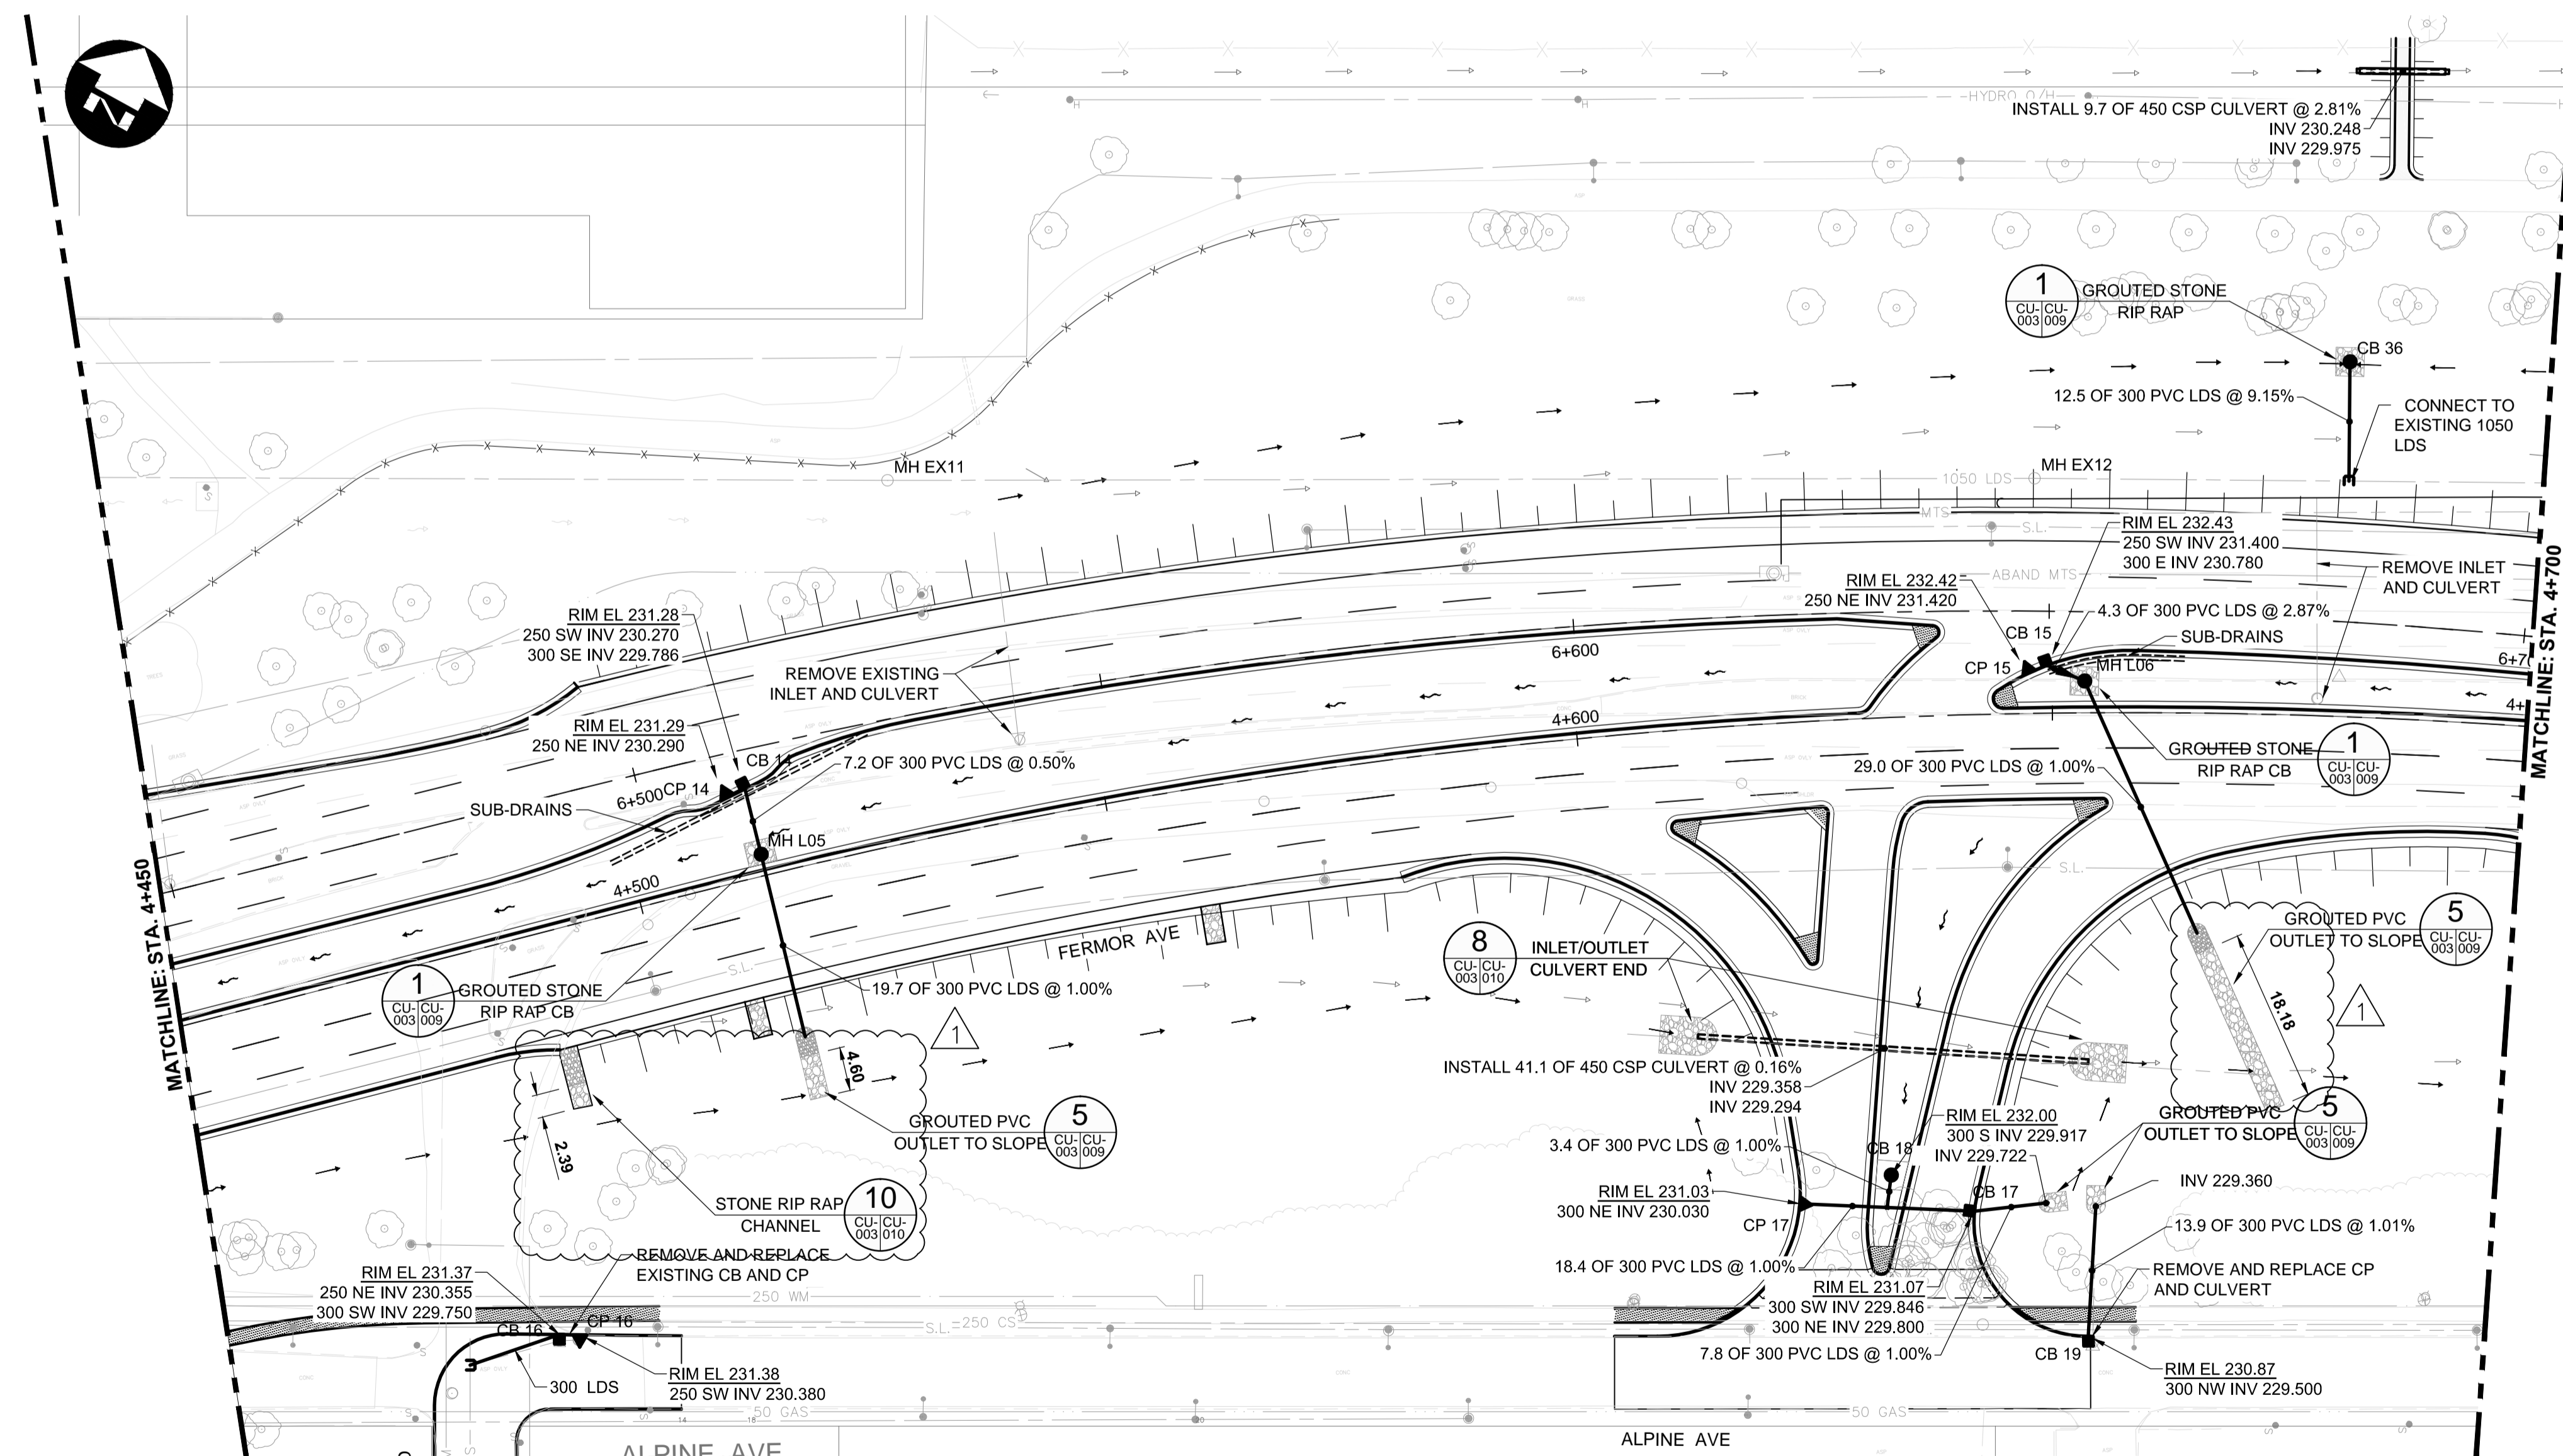 HYDRO O/H
INSTALL 9.7 OF 450 CSP CULVERT @ 2.81%
INV 230.248
INV 229.975
1
CU-003
CU-009
GROUTED STONE
RIP RAP
CB 36
12.5 OF 300 PVC LDS @ 9.15%
CONNECT TO
EXISTING 1050
LDS
MH EX11
MH EX12
1050 LDS
MTS
S.L.
RIM EL 232.43
250 SW INV 231.400
300 E INV 230.780
ABAND MTS
REMOVE INLET
AND CULVERT
RIM EL 232.42
250 NE INV 231.420
4.3 OF 300 PVC LDS @ 2.87%
CB 15
SUB-DRAINS
CP 15
MH L06
RIM EL 231.28
250 SW INV 230.270
300 SE INV 229.786
REMOVE EXISTING
INLET AND CULVERT
6+600
4+600
RIM EL 231.29
250 NE INV 230.290
CB 14
7.2 OF 300 PVC LDS @ 0.50%
6+500
CP 14
SUB-DRAINS
MH L05
4+500
GROUTED STONE
RIP RAP CB
1
CU-003
CU-009
29.0 OF 300 PVC LDS @ 1.00%
MATCHLINE: STA. 4+700
MATCHLINE: STA. 4+450
S.L.
S.L.
FERMOR AVE
1
CU-003
CU-009
GROUTED STONE
RIP RAP CB
19.7 OF 300 PVC LDS @ 1.00%
1
8
CU-003
CU-010
INLET/OUTLET
CULVERT END
GROUTED PVC
OUTLET TO SLOPE
5
CU-003
CU-009
18.18
1
4.60
2.39
GROUTED PVC
OUTLET TO SLOPE
5
CU-003
CU-009
INSTALL 41.1 OF 450 CSP CULVERT @ 0.16%
INV 229.358
INV 229.294
GROUTED PVC
OUTLET TO SLOPE
5
CU-003
CU-009
RIM EL 232.00
300 S INV 229.917
INV 229.722
3.4 OF 300 PVC LDS @ 1.00%
CB 18
STONE RIP RAP
CHANNEL
10
CU-003
CU-010
RIM EL 231.03
300 NE INV 230.030
CP 17
CB 17
INV 229.360
13.9 OF 300 PVC LDS @ 1.01%
REMOVE AND REPLACE
EXISTING CB AND CP
RIM EL 231.37
250 NE INV 230.355
300 SW INV 229.750
18.4 OF 300 PVC LDS @ 1.00%
REMOVE AND REPLACE CP
AND CULVERT
RIM EL 231.07
300 SW INV 229.846
300 NE INV 229.800
250 WM
S.L.
250 CS
CB 16
CP 16
7.8 OF 300 PVC LDS @ 1.00%
CB 19
RIM EL 231.38
250 SW INV 230.380
300 LDS
RIM EL 230.87
300 NW INV 229.500
50 GAS
50 GAS
ALPINE AVE
ALPINE AVE